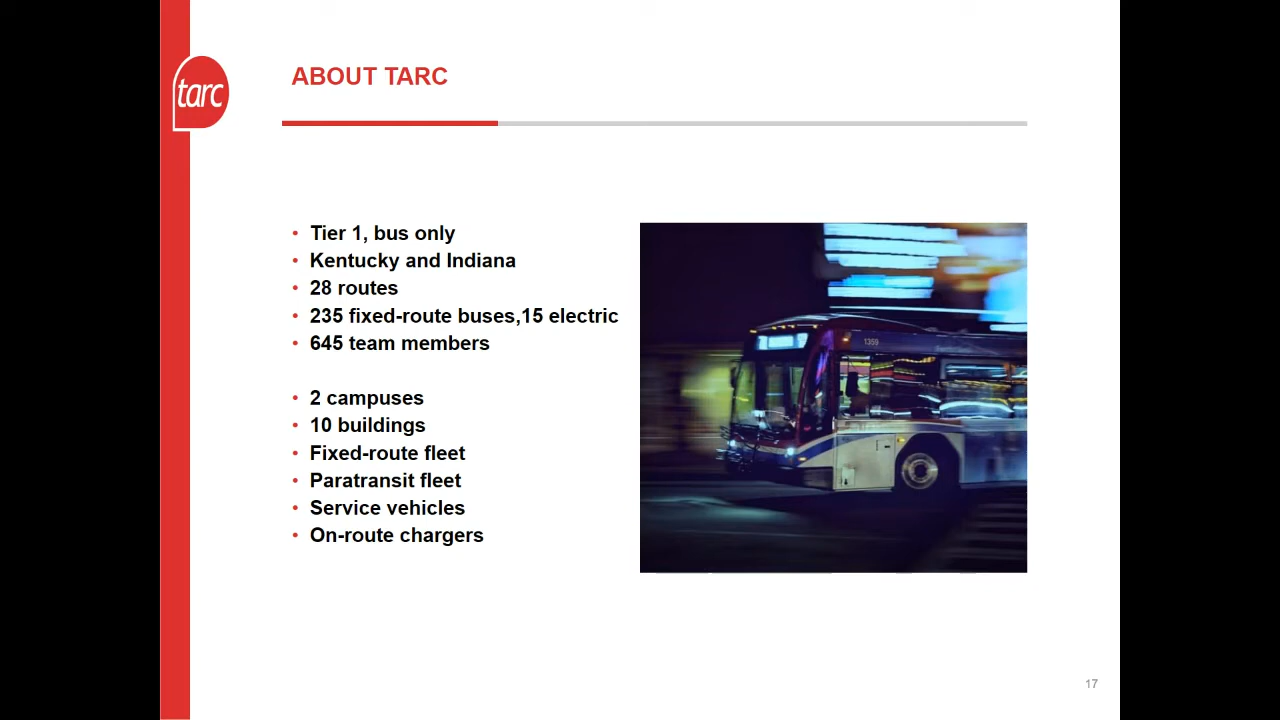 tarc
ABOUT TARC
• Tier 1, bus only
• Kentucky and Indiana
• 28 routes
• 235 fixed-route buses,15 electric
• 645 team members
• 2 campuses
• 10 buildings
• Fixed-route fleet
• Paratransit fleet
• Service vehicles
• On-route chargers
1359
17